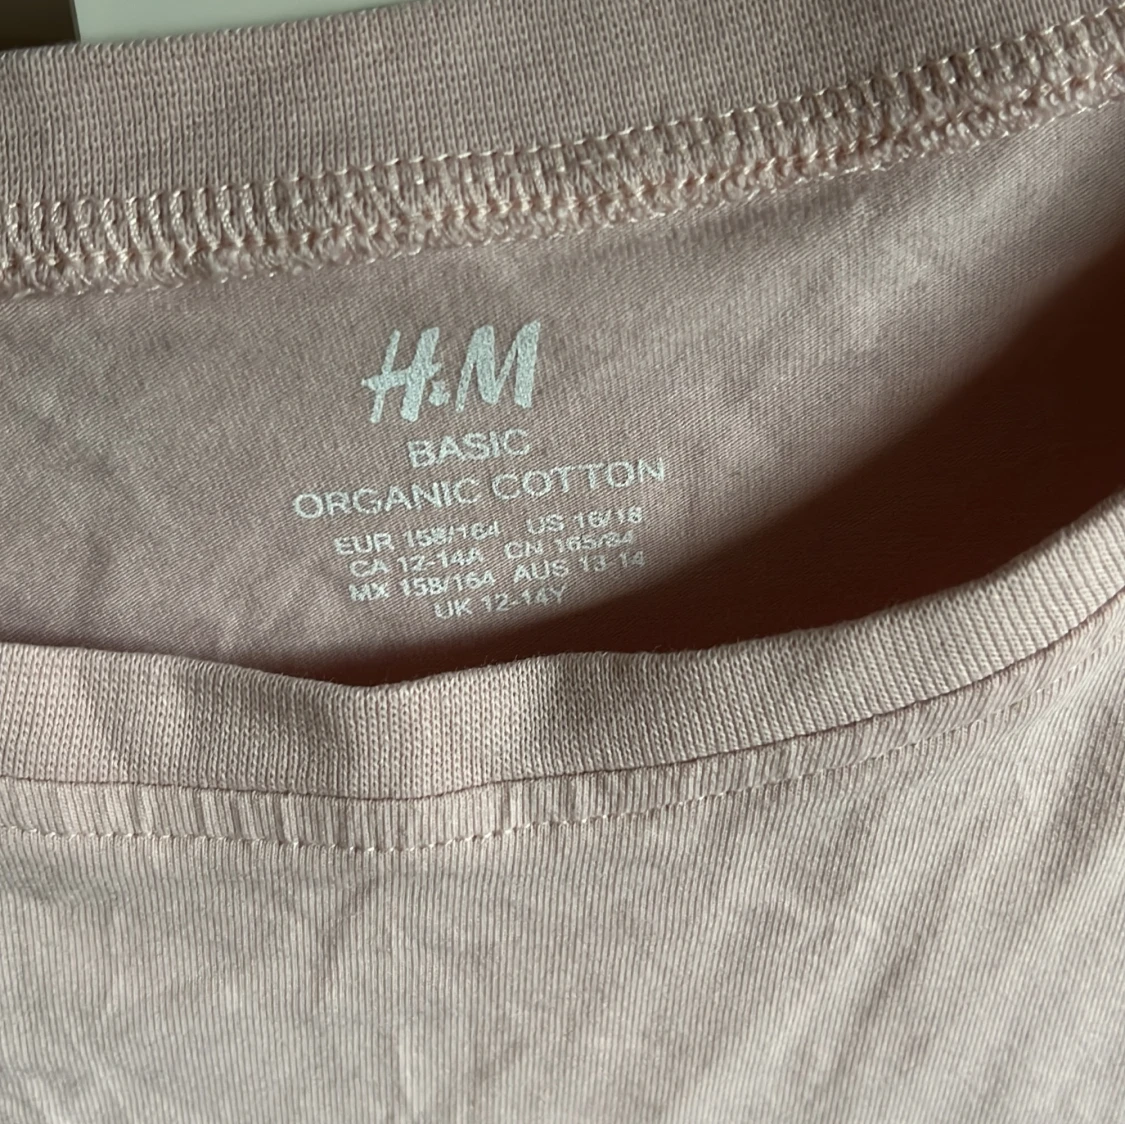 H&M
BASIC
ORGANIC COTTON
EUR 158/164 US 16/18
CA 12-14A CN 165/84
MX 158/164 AUS 13-14
UK 12-14Y